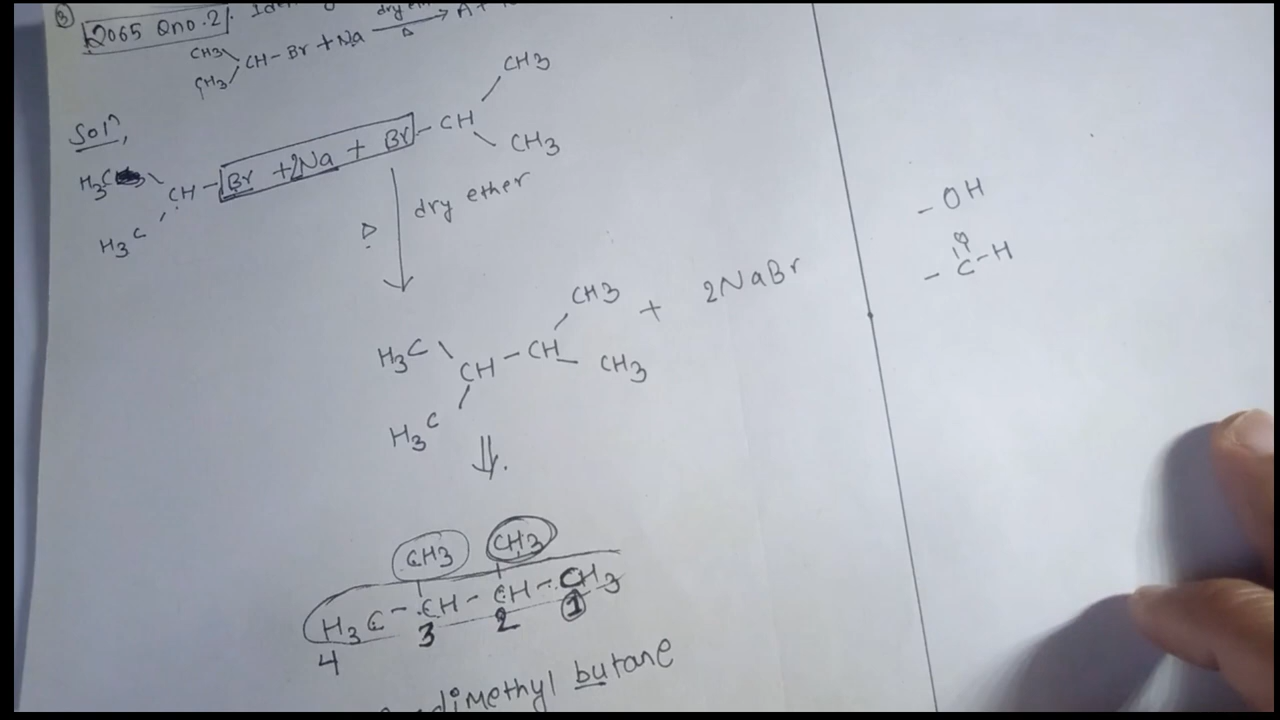 3
2065 Qno.2
CH3
CH-Br + Na dry → A +
CH3 Δ
Soln,
CH3
H3C CH - Br + 2Na + Br - CH
H3C CH3
Δ dry ether
CH3
H3C CH - CH + 2NaBr
H3C CH3
CH3 CH3
H3C - CH - CH - CH3
4 3 2 1
dimethyl butane
- OH
O
- C - H